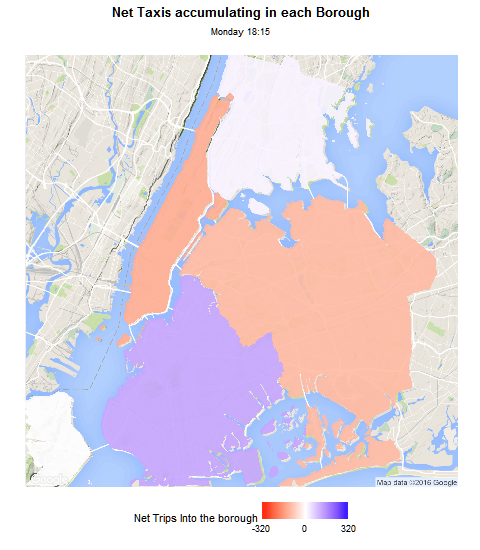 Net Taxis accumulating in each Borough
Monday 18:15
Map data ©2016 Google
Net Trips Into the borough
-320 0 320